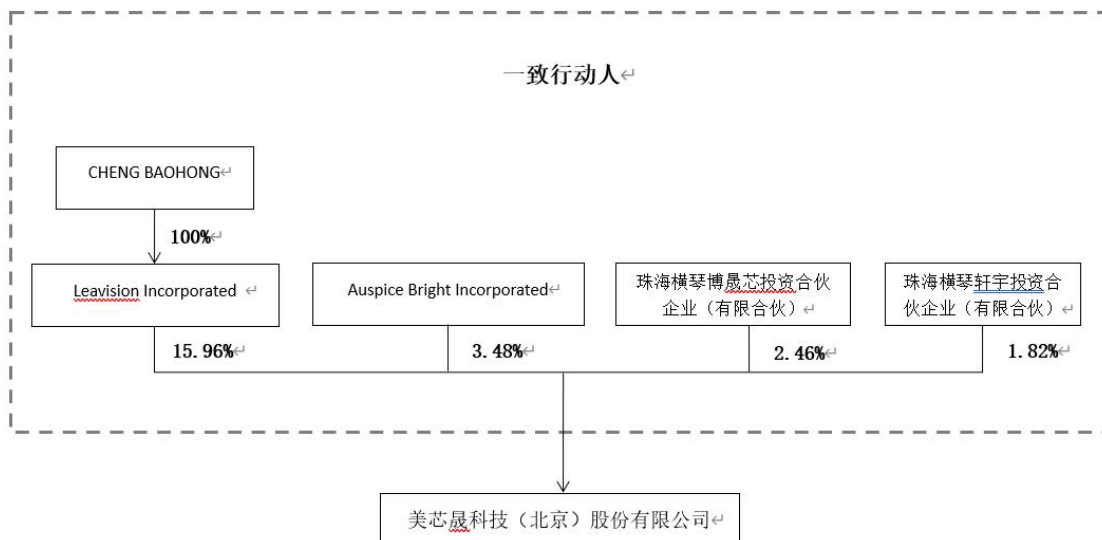 一致行动人
CHENG BAOHONG
100%
Leavision Incorporated
Auspice Bright Incorporated
珠海横琴博晟芯投资合伙
企业（有限合伙）
珠海横琴轩宇投资合
伙企业（有限合伙）
15.96%
3.48%
2.46%
1.82%
美芯晟科技（北京）股份有限公司